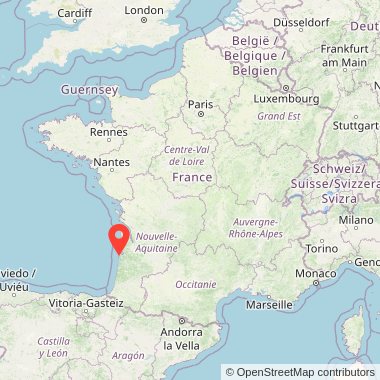 Cardiff
London
Düsseldorf
België /
Belgique /
Belgien
Frankfurt
am Main
Guernsey
Luxembourg
Paris
Grand Est
Stuttgart
Rennes
Centre-Val
de Loire
Nantes
France
Schweiz/
Suisse/Svizzera/
Svizra
Milano
Auvergne-
Rhône-Alpes
Nouvelle-
Aquitaine
Torino
Genov
viedo /
Uviéu
Monaco
Occitanie
Marseille
Vitoria-Gasteiz
Andorra
la Vella
Castilla
y León
Aragón
© OpenStreetMap contributors